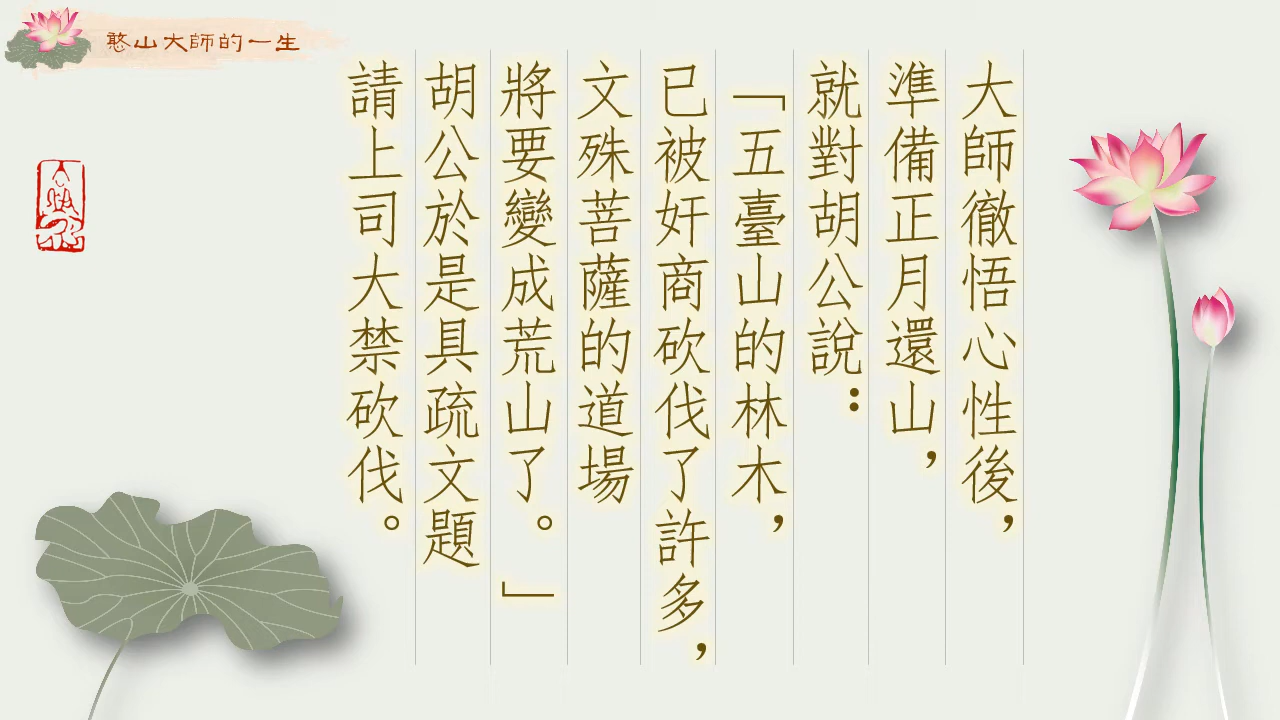 憨山大師的一生
大師徹悟心性後，
準備正月還山，
就對胡公說：
「五臺山的林木，
已被奸商砍伐了許多，
文殊菩薩的道場
將要變成荒山了。」
胡公於是具疏文題
請上司大禁砍伐。